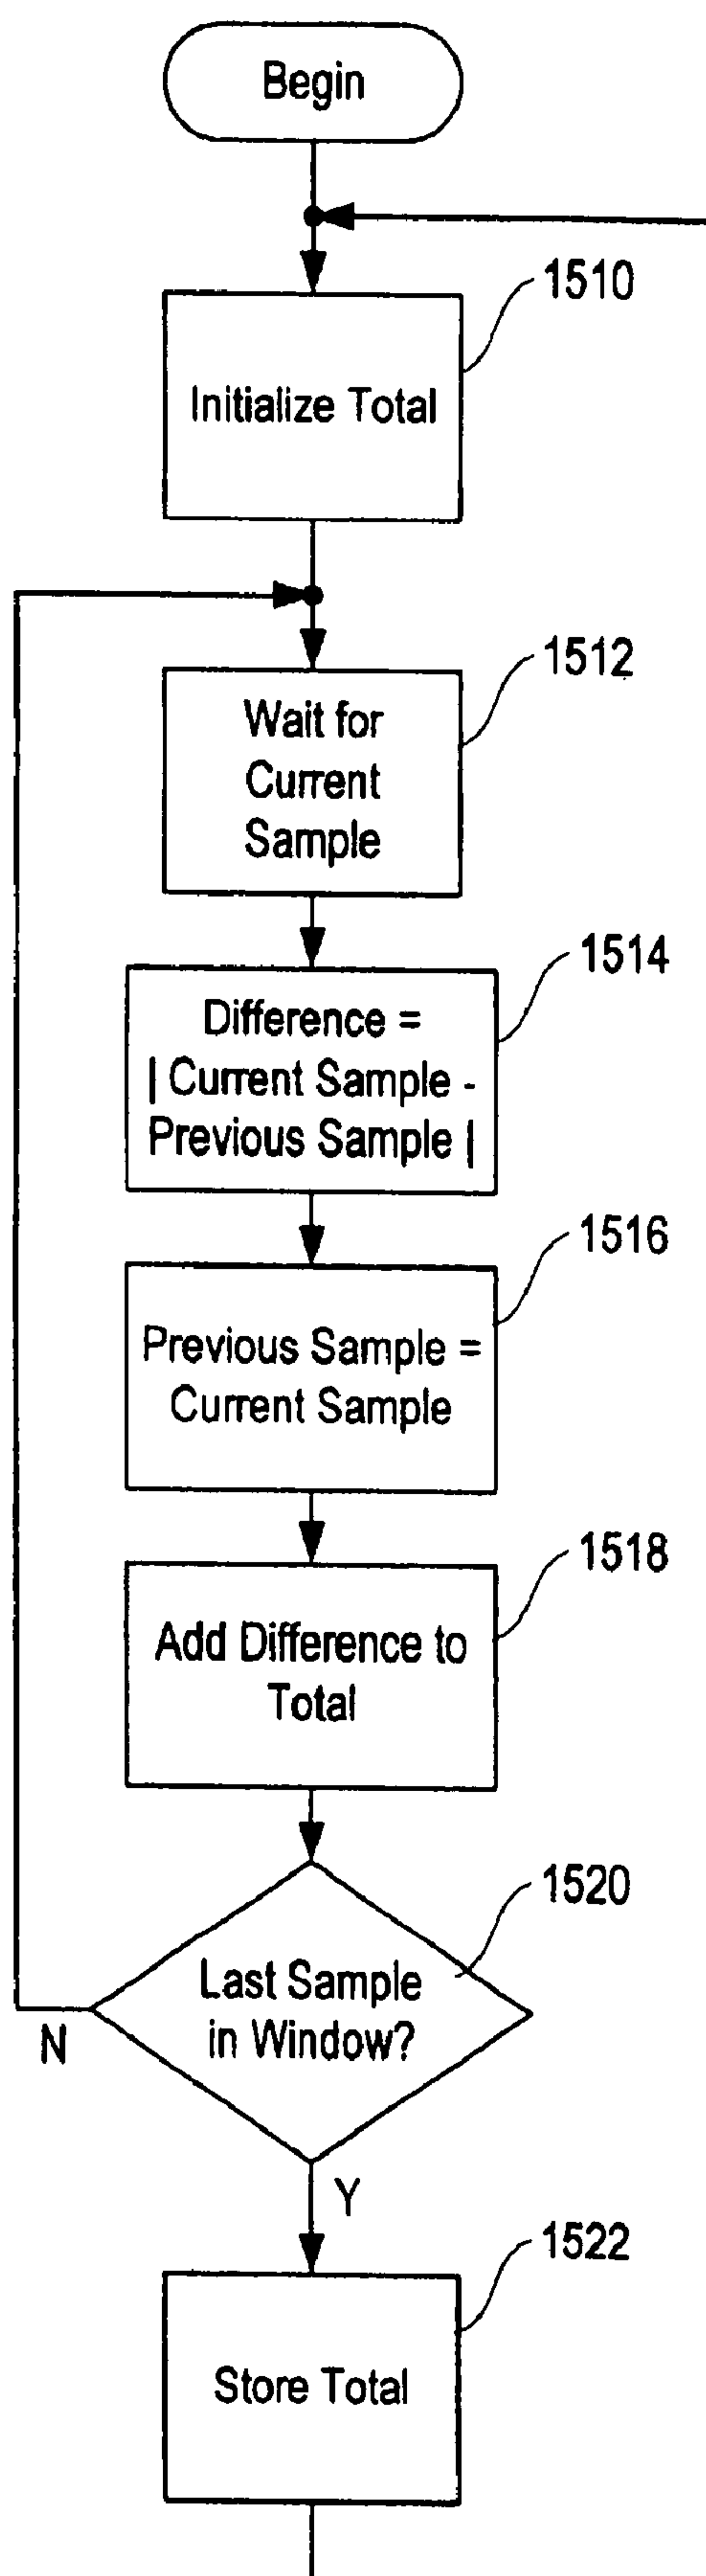 Begin
1510
Initialize Total
1512
Wait for
Current
Sample
1514
Difference =
| Current Sample -
Previous Sample |
1516
Previous Sample =
Current Sample
1518
Add Difference to
Total
1520
Last Sample
in Window?
N
Y
1522
Store Total